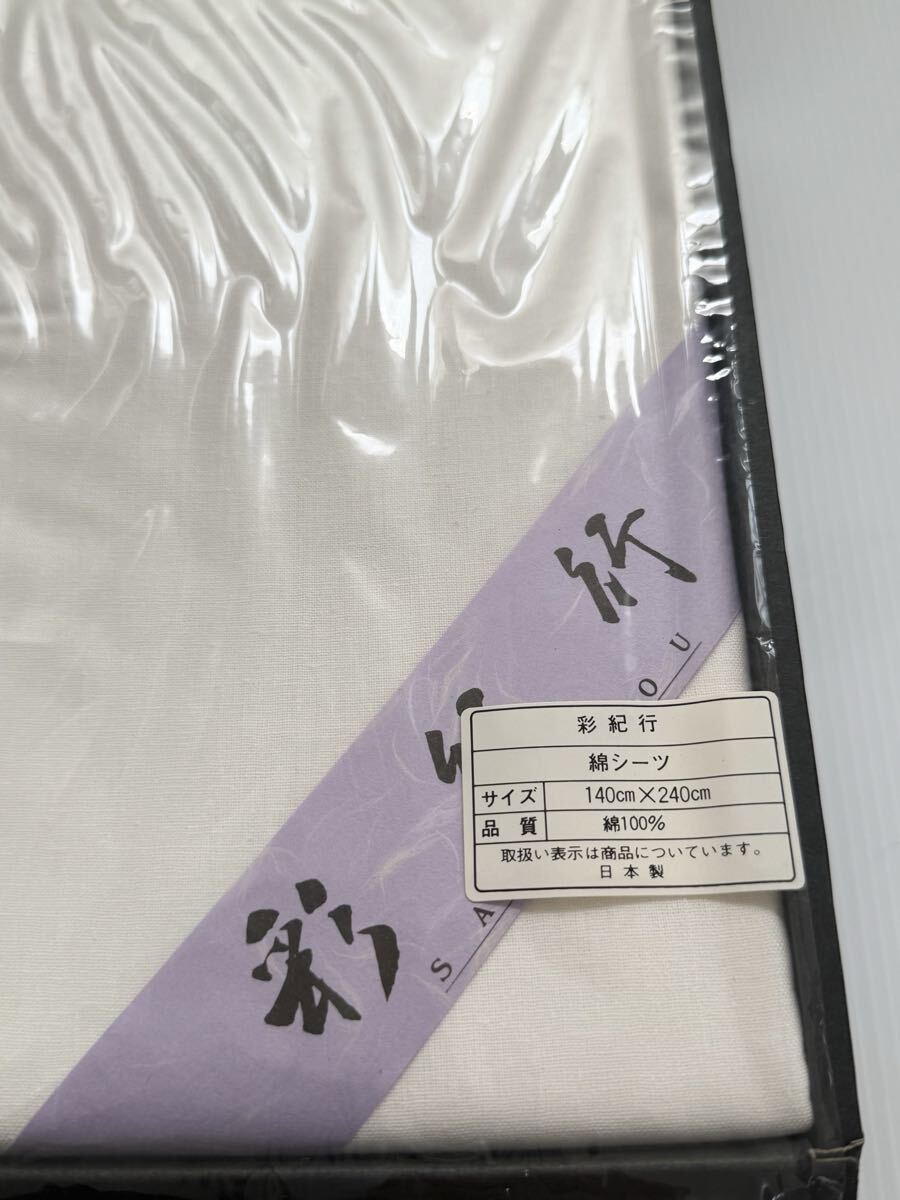 彩 行
彩紀行
綿シーツ
サイズ 140cm×240cm
品質 綿100%
取扱い表示は商品についています。
日本製